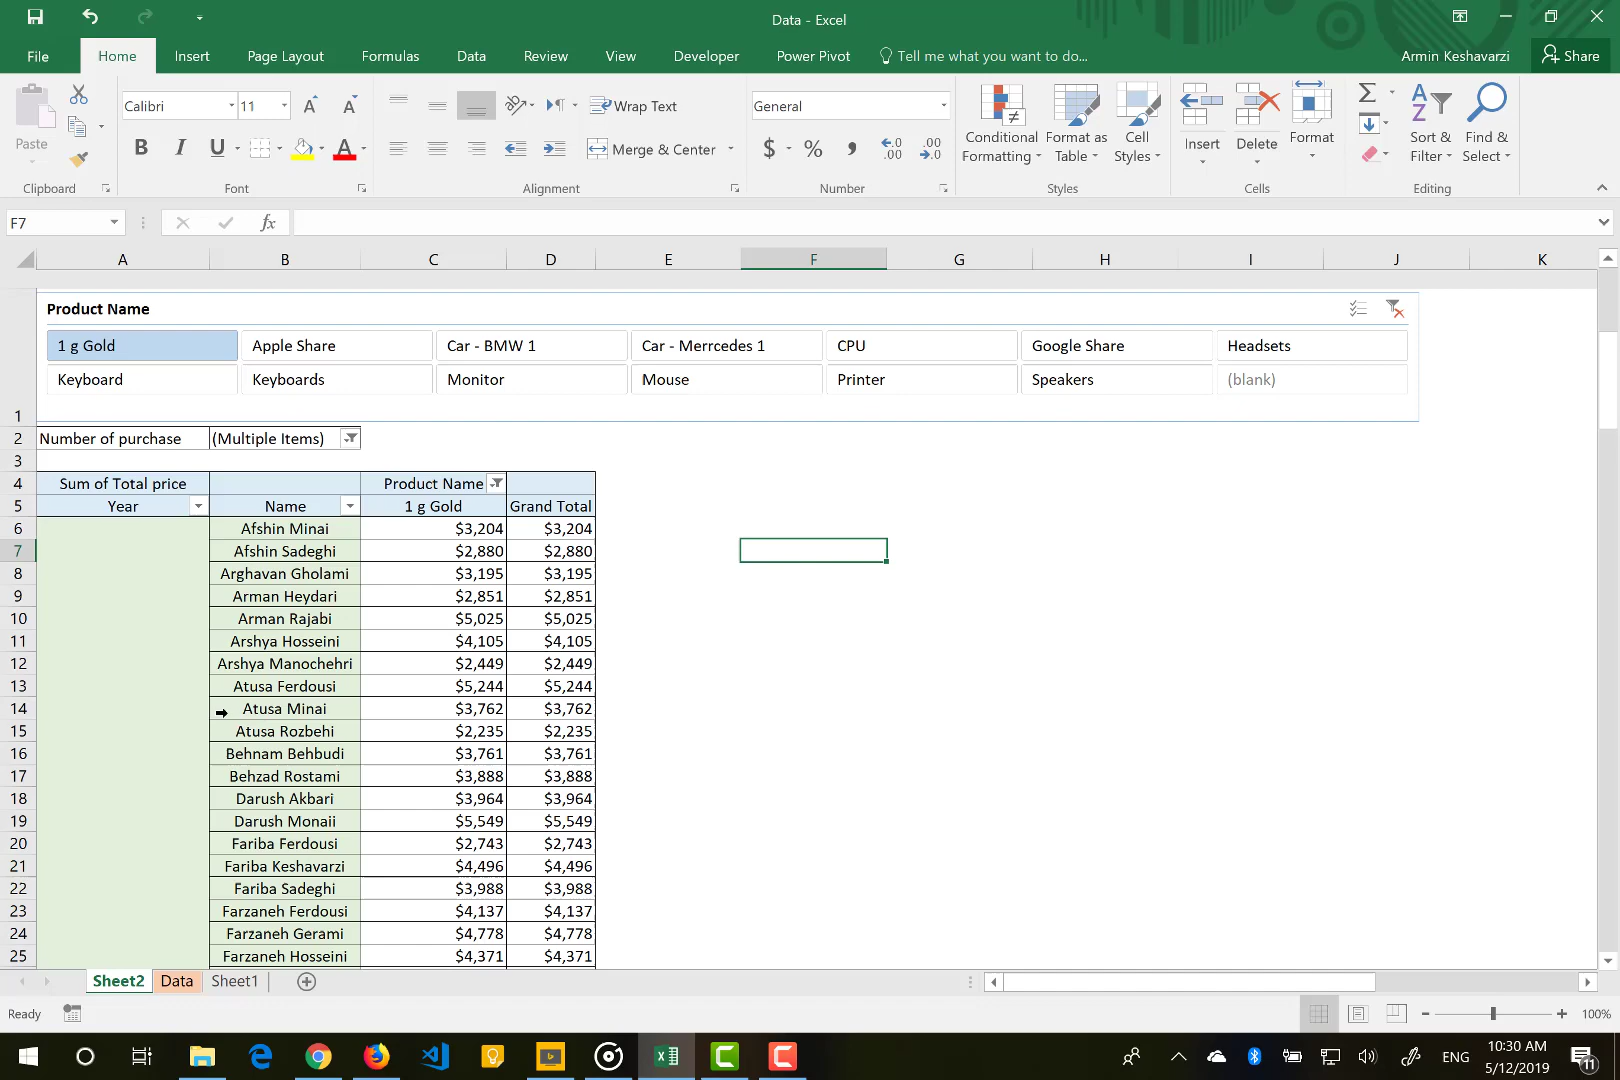 Data - Excel
File Home Insert Page Layout Formulas Data Review View Developer Power Pivot Tell me what you want to do... Armin Keshavarzi Share
Calibri 11 Wrap Text General
Paste B I U A Merge & Center $ % , Conditional Formatting Format as Table Cell Styles Insert Delete Format Sort & Filter Find & Select
Clipboard Font Alignment Number Styles Cells Editing
F7 fx
A B C D E F G H I J K
Product Name
1 g Gold Apple Share Car - BMW 1 Car - Merrcedes 1 CPU Google Share Headsets
Keyboard Keyboards Monitor Mouse Printer Speakers (blank)
1
2 Number of purchase (Multiple Items)
3
4 Sum of Total price Product Name
5 Year Name 1 g Gold Grand Total
6 Afshin Minai $3,204 $3,204
7 Afshin Sadeghi $2,880 $2,880
8 Arghavan Gholami $3,195 $3,195
9 Arman Heydari $2,851 $2,851
10 Arman Rajabi $5,025 $5,025
11 Arshya Hosseini $4,105 $4,105
12 Arshya Manochehri $2,449 $2,449
13 Atusa Ferdousi $5,244 $5,244
14 Atusa Minai $3,762 $3,762
15 Atusa Rozbehi $2,235 $2,235
16 Behnam Behbudi $3,761 $3,761
17 Behzad Rostami $3,888 $3,888
18 Darush Akbari $3,964 $3,964
19 Darush Monaii $5,549 $5,549
20 Fariba Ferdousi $2,743 $2,743
21 Fariba Keshavarzi $4,496 $4,496
22 Fariba Sadeghi $3,988 $3,988
23 Farzaneh Ferdousi $4,137 $4,137
24 Farzaneh Gerami $4,778 $4,778
25 Farzaneh Hosseini $4,371 $4,371
Sheet2 Data Sheet1
Ready 100%
ENG 10:30 AM
5/12/2019 11